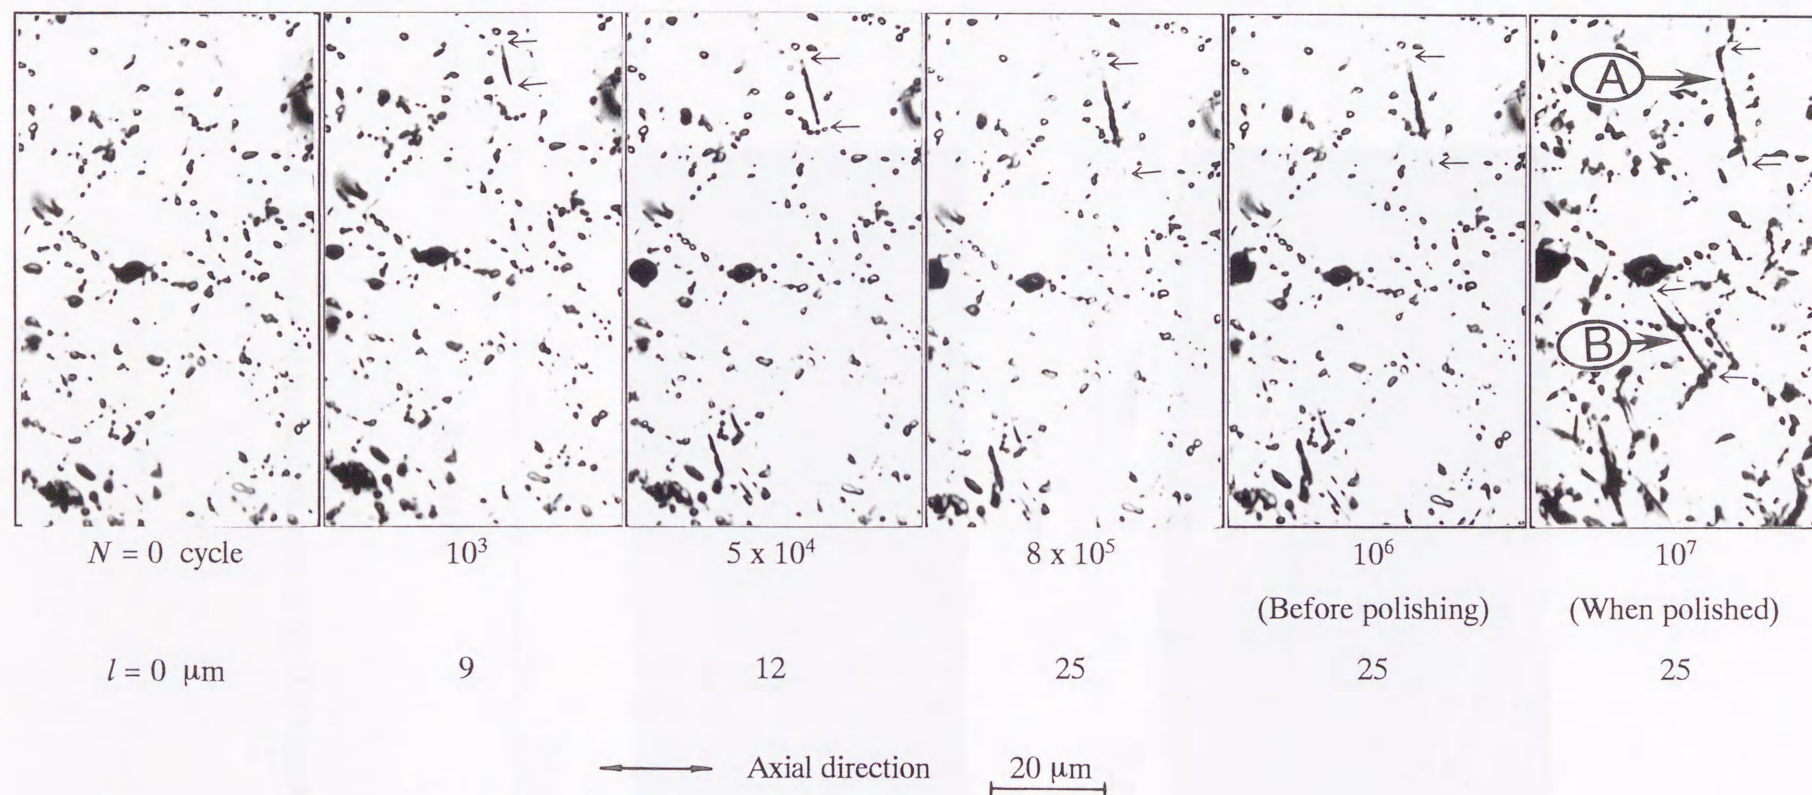 A
B
N = 0 cycle 10³ 5 x 10⁴ 8 x 10⁵ 10⁶ 10⁷
(Before polishing) (When polished)
l = 0 μm 9 12 25 25 25
Axial direction 20 μm